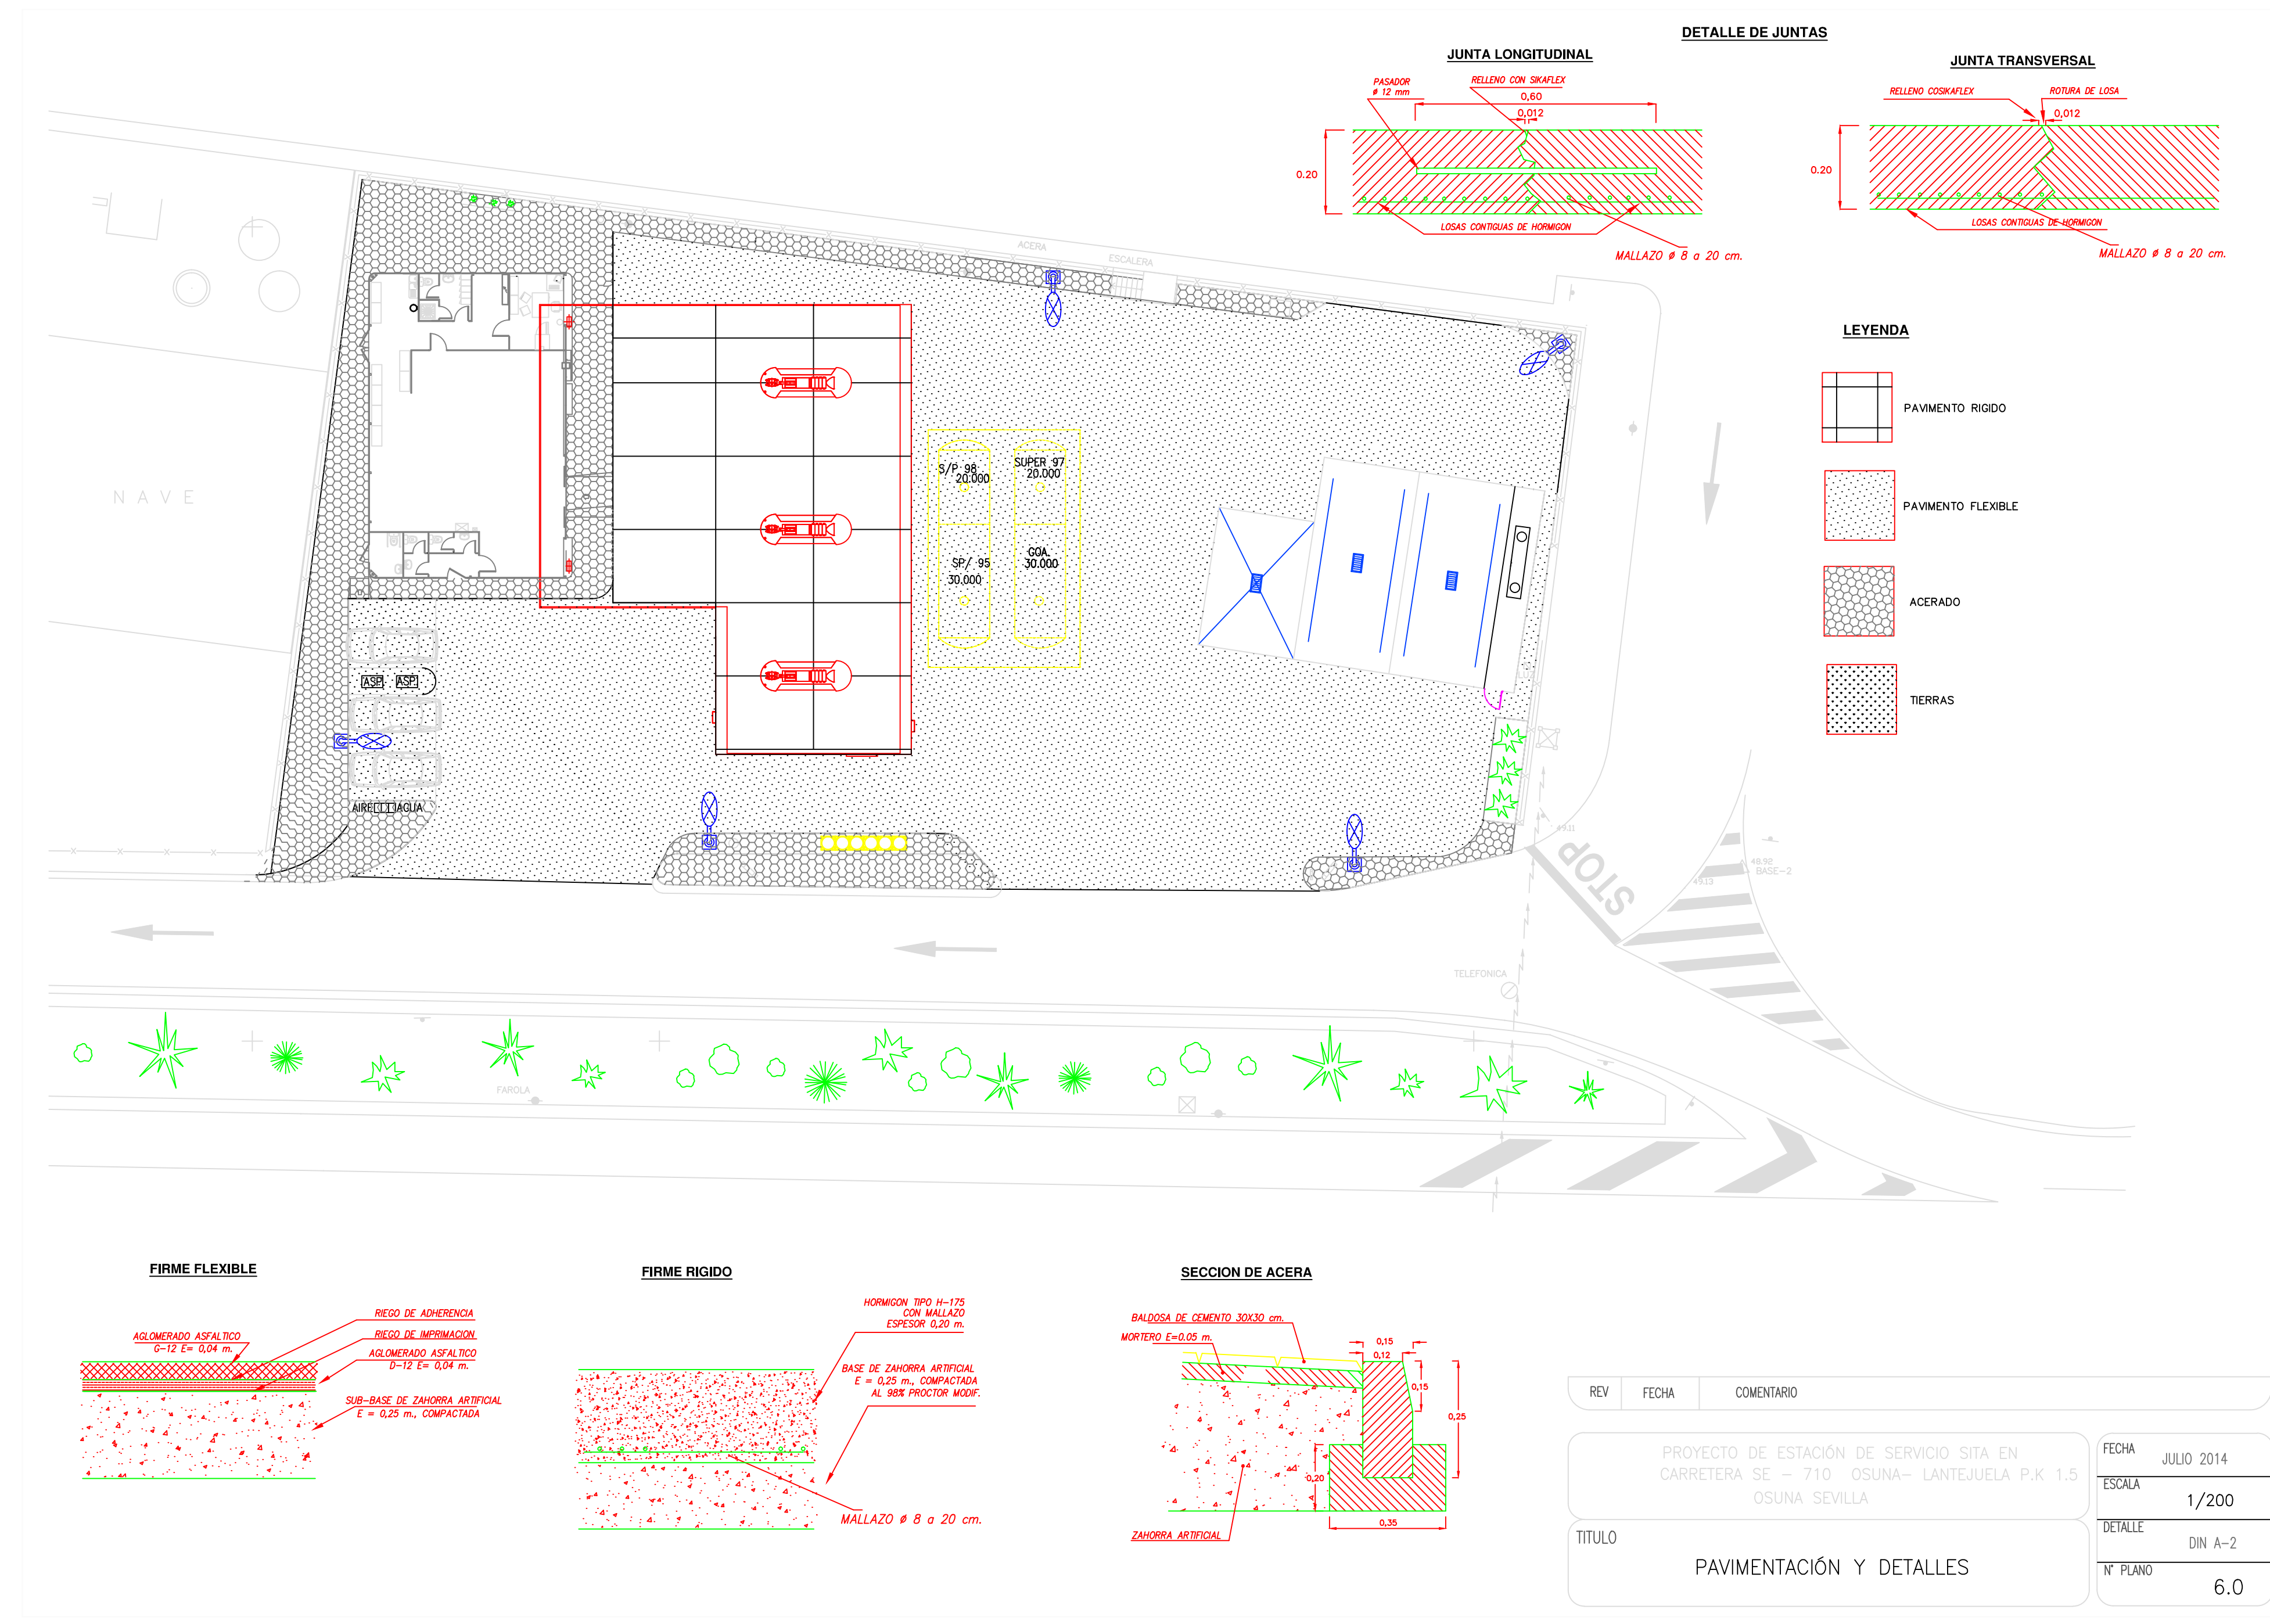 DETALLE DE JUNTAS
JUNTA LONGITUDINAL
JUNTA TRANSVERSAL
PASADOR
ø 12 mm
RELLENO CON SIKAFLEX
0,60
0,012
0.20
LOSAS CONTIGUAS DE HORMIGON
MALLAZO ø 8 a 20 cm.
RELLENO COSIKAFLEX
ROTURA DE LOSA
0,012
0.20
LOSAS CONTIGUAS DE HORMIGON
MALLAZO ø 8 a 20 cm.
ACERA
ESCALERA
LEYENDA
PAVIMENTO RIGIDO
PAVIMENTO FLEXIBLE
ACERADO
TIERRAS
NAVE
S/P 98
20.000
SUPER 97
20.000
SP/ 95
30.000
GOA.
30.000
ASP.
ASP.
AIRE
AGUA
STOP
49.11
48.92
BASE-2
49.13
TELEFONICA
FAROLA
FIRME FLEXIBLE
RIEGO DE ADHERENCIA
AGLOMERADO ASFALTICO
G-12 E= 0,04 m.
RIEGO DE IMPRIMACION
AGLOMERADO ASFALTICO
D-12 E= 0,04 m.
SUB-BASE DE ZAHORRA ARTIFICIAL
E = 0,25 m., COMPACTADA
FIRME RIGIDO
HORMIGON TIPO H-175
CON MALLAZO
ESPESOR 0,20 m.
BASE DE ZAHORRA ARTIFICIAL
E = 0,25 m., COMPACTADA
AL 98% PROCTOR MODIF.
MALLAZO ø 8 a 20 cm.
SECCION DE ACERA
BALDOSA DE CEMENTO 30X30 cm.
MORTERO E=0.05 m.
0,15
0,12
0,15
0,25
0,20
0,35
ZAHORRA ARTIFICIAL
REV
FECHA
COMENTARIO
PROYECTO DE ESTACIÓN DE SERVICIO SITA EN
CARRETERA SE - 710 OSUNA- LANTEJUELA P.K 1.5
OSUNA SEVILLA
TITULO
PAVIMENTACIÓN Y DETALLES
FECHA
JULIO 2014
ESCALA
1/200
DETALLE
DIN A-2
Nº PLANO
6.0